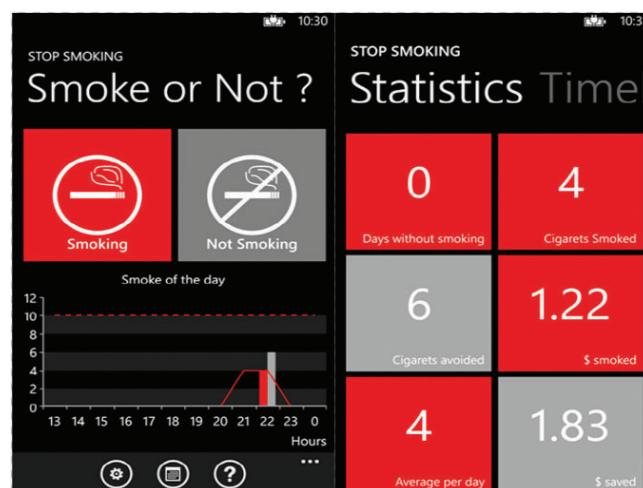 10:30
STOP SMOKING
Smoke or Not ?
Smoking
Not Smoking
Smoke of the day
12
10
8
6
4
2
0
13 14 15 16 17 18 19 20 21 22 23 0
Hours
?
...
10:3
STOP SMOKING
Statistics Time
0
Days without smoking
4
Cigarets Smoked
6
Cigarets avoided
1.22
$ smoked
4
Average per day
1.83
$ saved